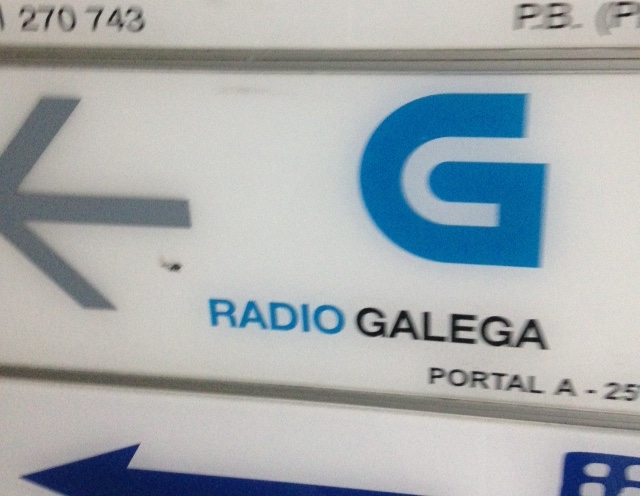 270 743
P.B.
G
RADIO GALEGA
PORTAL A - 25